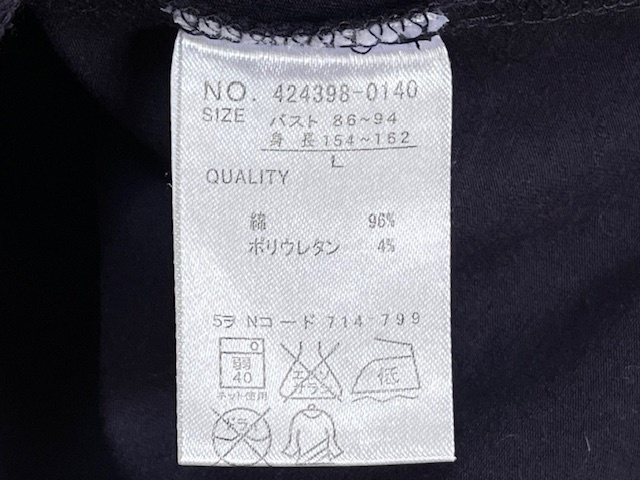 NO. 424398-0140
SIZE バスト 86~94
身長 154~162
L
QUALITY
綿 96%
ポリウレタン 4%
5ラ Nコード 714-799
弱
40
ネット使用
エンソ
サラシ
低
ドライ